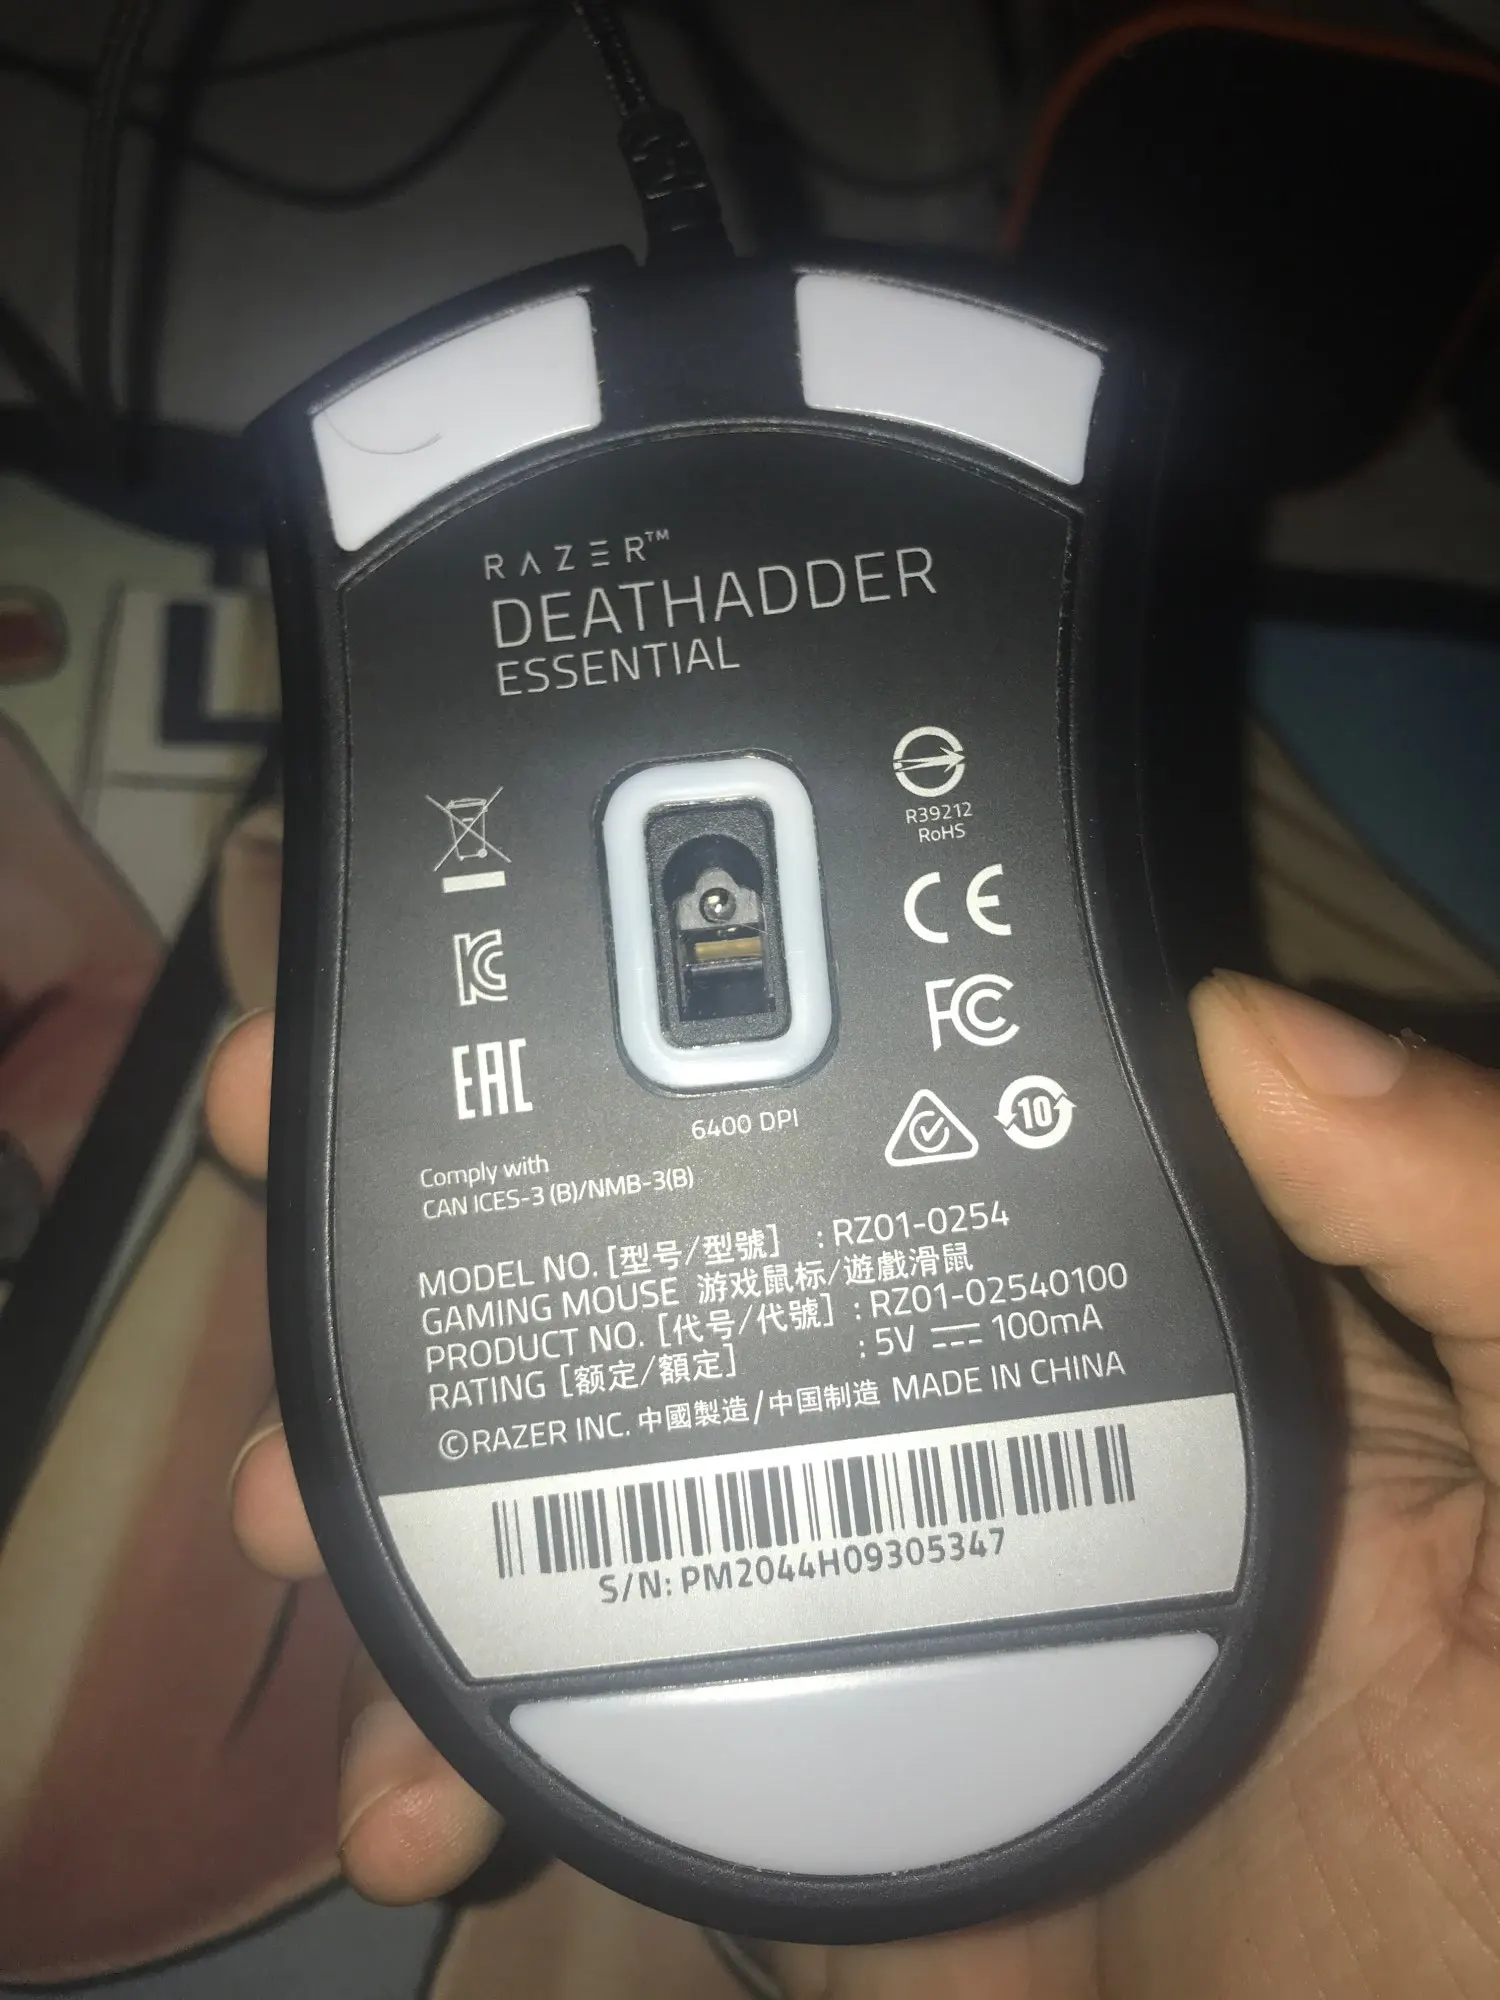 RAZER™
DEATHADDER
ESSENTIAL
R39212
RoHS
CE
KC
FC
EAC
10
6400 DPI
Comply with
CAN ICES-3 (B)/NMB-3(B)
MODEL NO. [型号/型號] : RZ01-0254
GAMING MOUSE 游戏鼠标/遊戲滑鼠
PRODUCT NO. [代号/代號] : RZ01-02540100
RATING [额定/額定] : 5V ⎓ 100mA
©RAZER INC. 中國製造/中国制造 MADE IN CHINA
S/N: PM2044H09305347